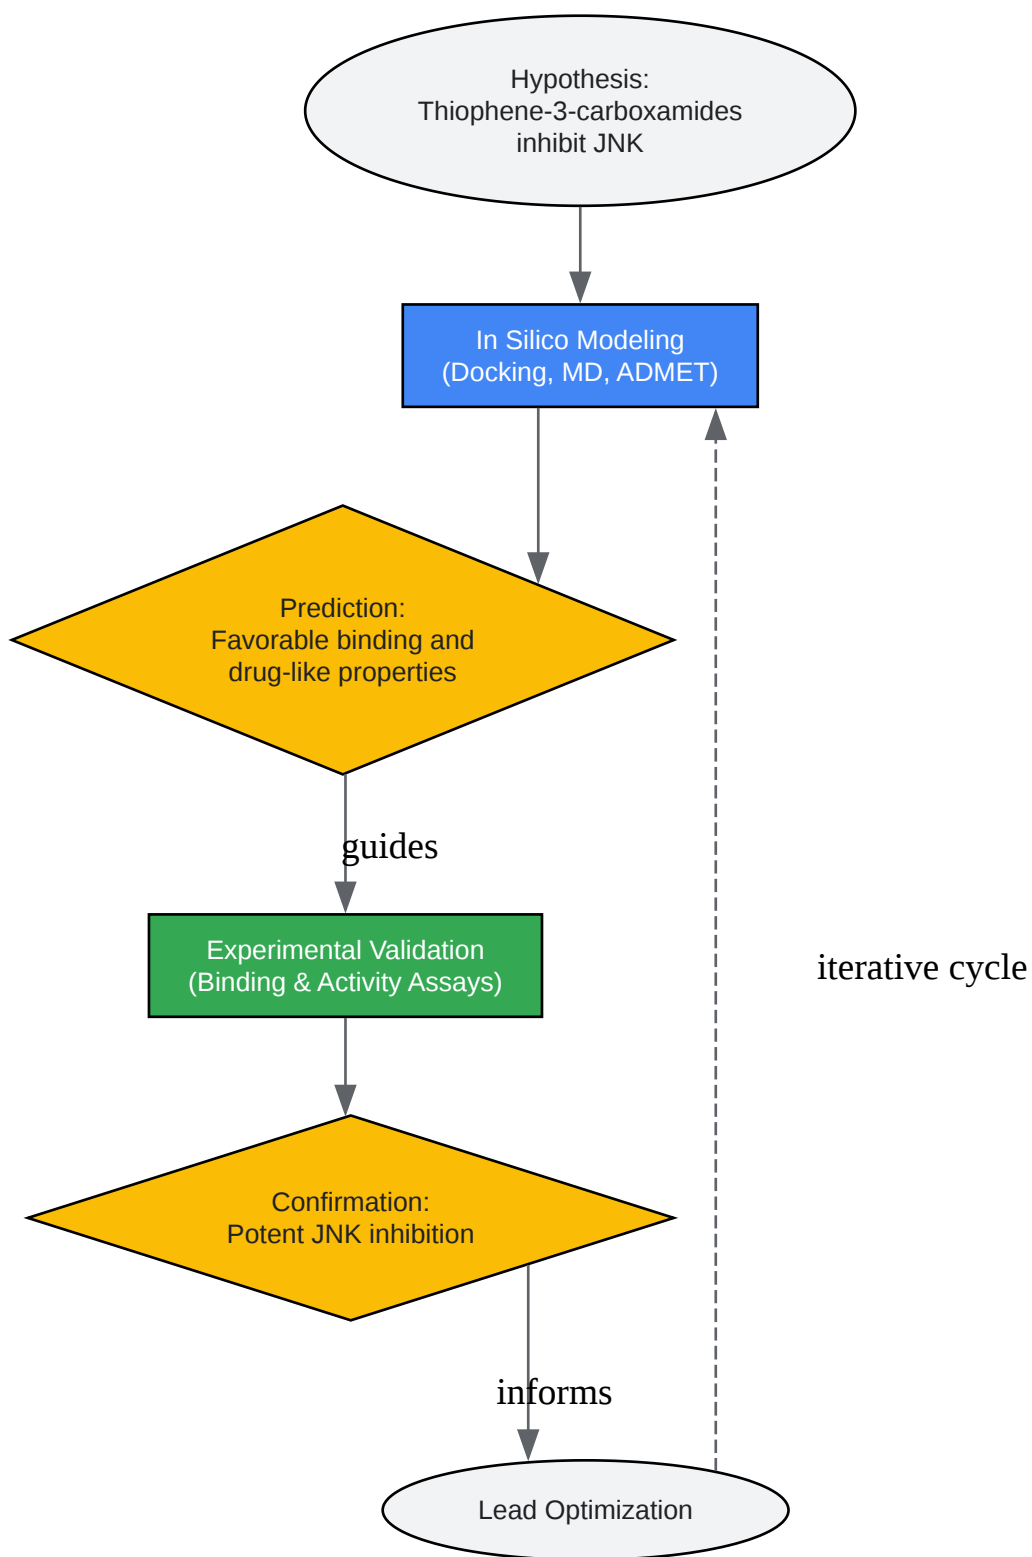 Hypothesis:
Thiophene-3-carboxamides
inhibit JNK
In Silico Modeling
(Docking, MD, ADMET)
Prediction:
Favorable binding and
drug-like properties
guides
Experimental Validation
(Binding & Activity Assays)
iterative cycle
Confirmation:
Potent JNK inhibition
informs
Lead Optimization